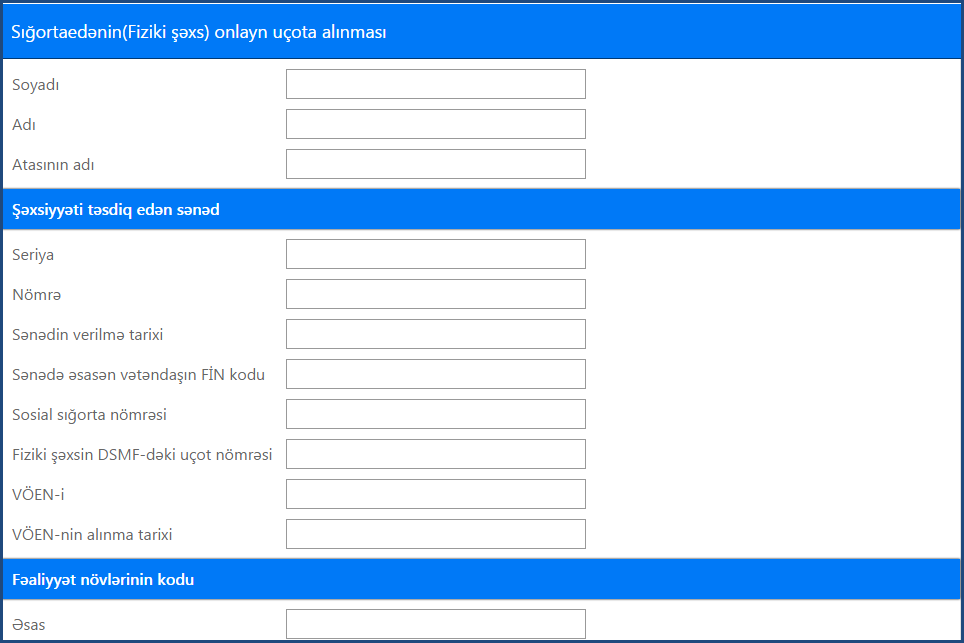 Sığortaedənin(Fiziki şəxs) onlayn uçota alınması
Soyadı
Adı
Atasının adı
Şəxsiyyəti təsdiq edən sənəd
Seriya
Nömrə
Sənədin verilmə tarixi
Sənədə əsasən vətəndaşın FİN kodu
Sosial sığorta nömrəsi
Fiziki şəxsin DSMF-dəki uçot nömrəsi
VÖEN-i
VÖEN-nin alınma tarixi
Fəaliyyət növlərinin kodu
Əsas